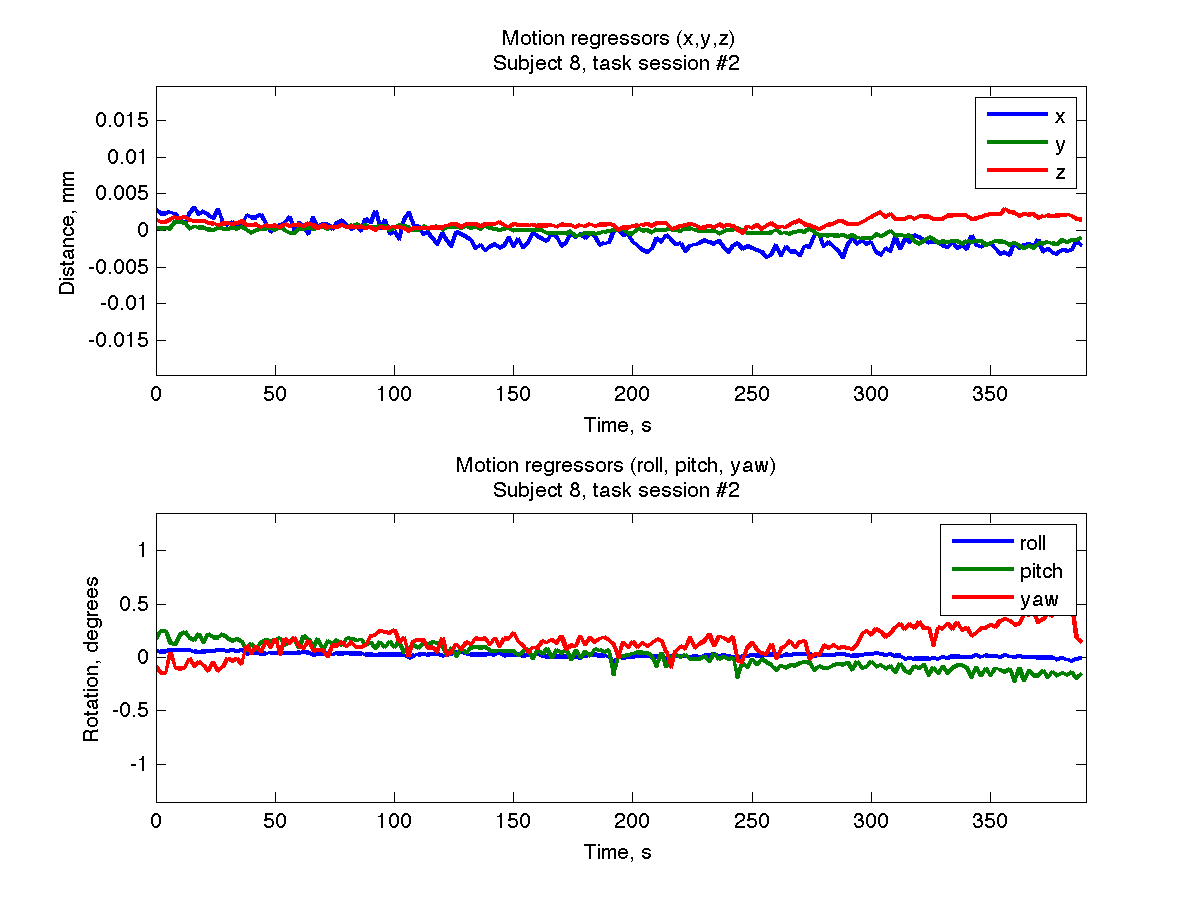 Motion regressors (x,y,z)
Subject 8, task session #2
0.015
0.01
0.005
0
-0.005
-0.01
-0.015
Distance, mm
x
y
z
0 50 100 150 200 250 300 350
Time, s
Motion regressors (roll, pitch, yaw)
Subject 8, task session #2
1
0.5
0
-0.5
-1
Rotation, degrees
roll
pitch
yaw
0 50 100 150 200 250 300 350
Time, s